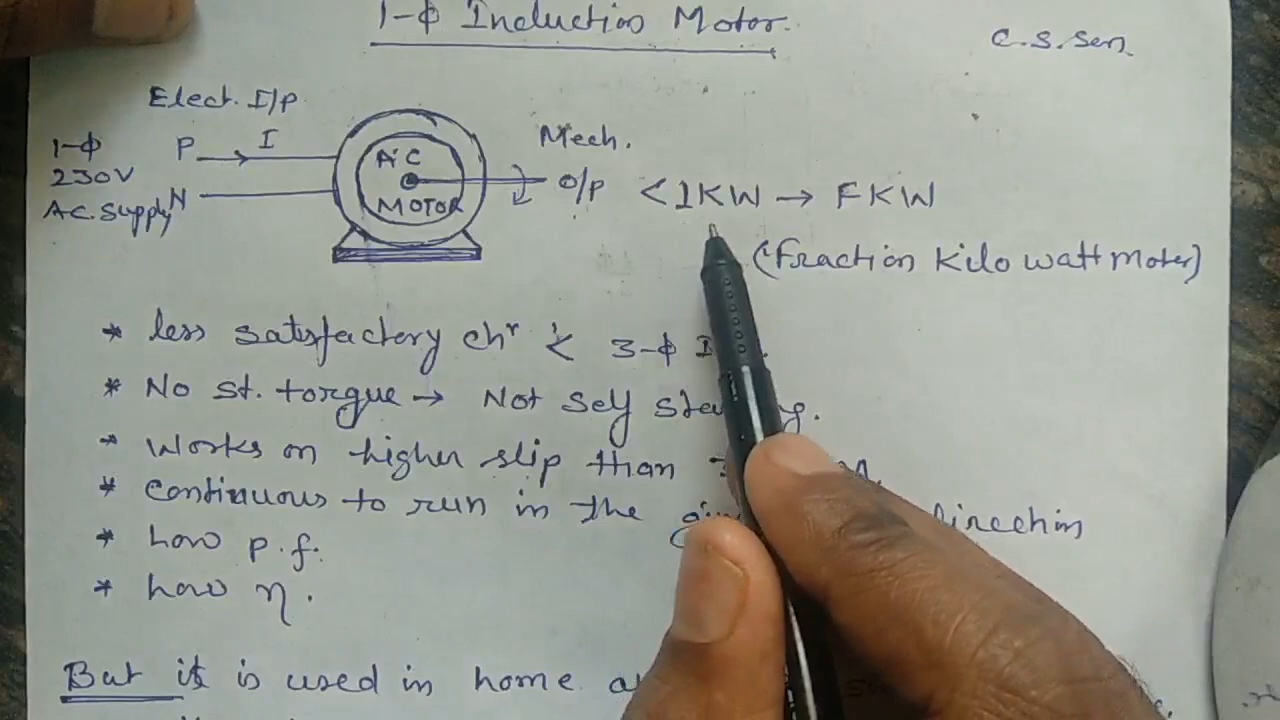 1-ϕ Induction Motor.
C.S.Sen
Elect. I/p
1-ϕ
230V
A.C. Supply
P
I
N
A.C
MOTOR
Mech.
o/p <1KW → FKW
(Fraction Kilo watt Moter)
* less satisfactory chʳ < 3-ϕ
* No st. torque → Not Self
* Works on higher slip than
* Continuous to run in the
* Low p.f.
* Low η.
But it is used in home